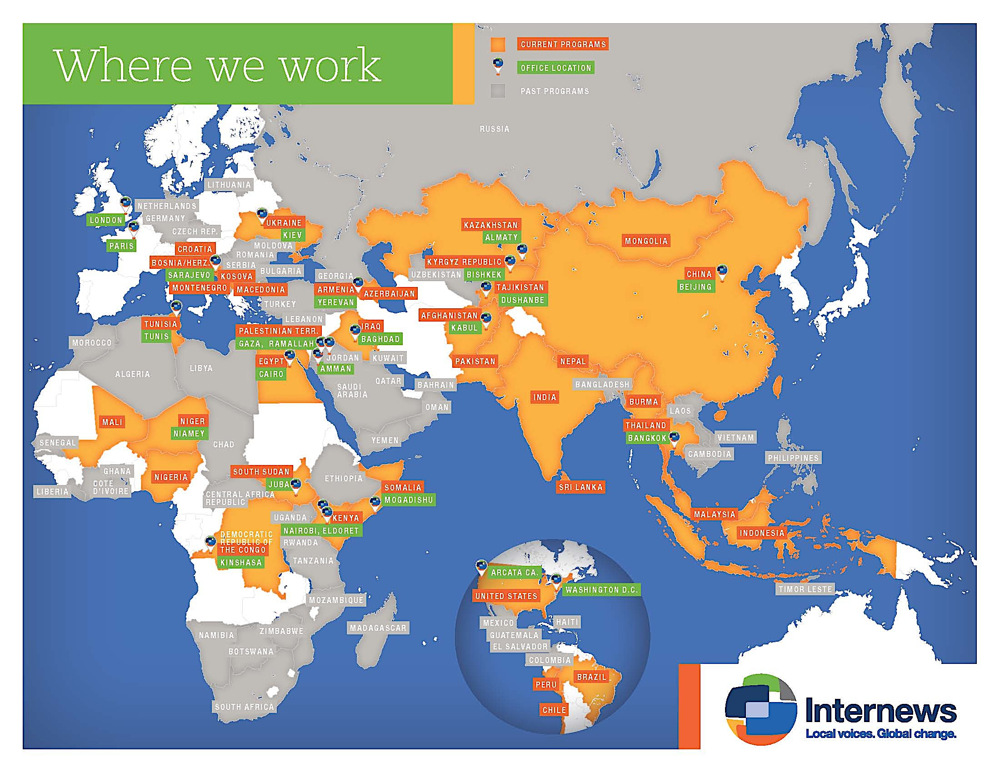 Where we work
CURRENT PROGRAMS
OFFICE LOCATION
PAST PROGRAMS
RUSSIA
LITHUANIA
NETHERLANDS
LONDON
GERMANY
CZECH REP.
PARIS
UKRAINE
KIEV
MOLDOVA
ROMANIA
CROATIA
BOSNIA/HERZ.
SERBIA
SARAJEVO
KOSOVA
BULGARIA
MONTENEGRO
MACEDONIA
GEORGIA
ARMENIA
AZERBAIJAN
YEREVAN
TURKEY
LEBANON
KAZAKHSTAN
ALMATY
KYRGYZ REPUBLIC
UZBEKISTAN
BISHKEK
TAJIKISTAN
DUSHANBE
AFGHANISTAN
KABUL
MONGOLIA
CHINA
BEIJING
TUNISIA
TUNIS
PALESTINIAN TERR.
GAZA, RAMALLAH
IRAQ
BAGHDAD
MOROCCO
ALGERIA
LIBYA
EGYPT
CAIRO
JORDAN
AMMAN
KUWAIT
SAUDI
ARABIA
QATAR
BAHRAIN
OMAN
YEMEN
PAKISTAN
NEPAL
BANGLADESH
INDIA
BURMA
LAOS
THAILAND
BANGKOK
VIETNAM
CAMBODIA
PHILIPPINES
SRI LANKA
MALAYSIA
INDONESIA
TIMOR LESTE
MALI
NIGER
NIAMEY
SENEGAL
CHAD
GHANA
COTE
D'IVOIRE
LIBERIA
NIGERIA
SOUTH SUDAN
JUBA
ETHIOPIA
CENTRAL AFRICA
REPUBLIC
SOMALIA
MOGADISHU
UGANDA
KENYA
NAIROBI, ELDORET
DEMOCRATIC
REPUBLIC OF
THE CONGO
KINSHASA
RWANDA
TANZANIA
MOZAMBIQUE
MADAGASCAR
NAMIBIA
ZIMBABWE
BOTSWANA
SOUTH AFRICA
ARCATA CA.
WASHINGTON D.C.
UNITED STATES
MEXICO
HAITI
GUATEMALA
EL SALVADOR
COLOMBIA
BRAZIL
PERU
CHILE
Internews
Local voices. Global change.